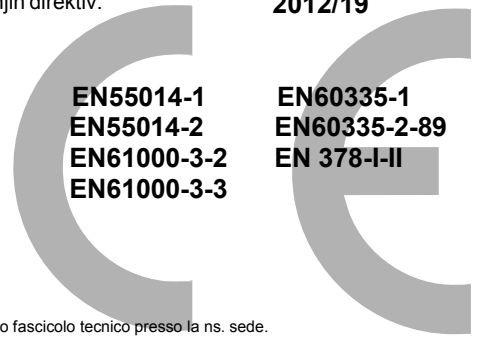 direktiv. 2012/19
EN55014-1 EN60335-1
EN55014-2 EN60335-2-89
EN61000-3-2 EN 378-I-II
EN61000-3-3
o fascicolo tecnico presso la ns. sede.